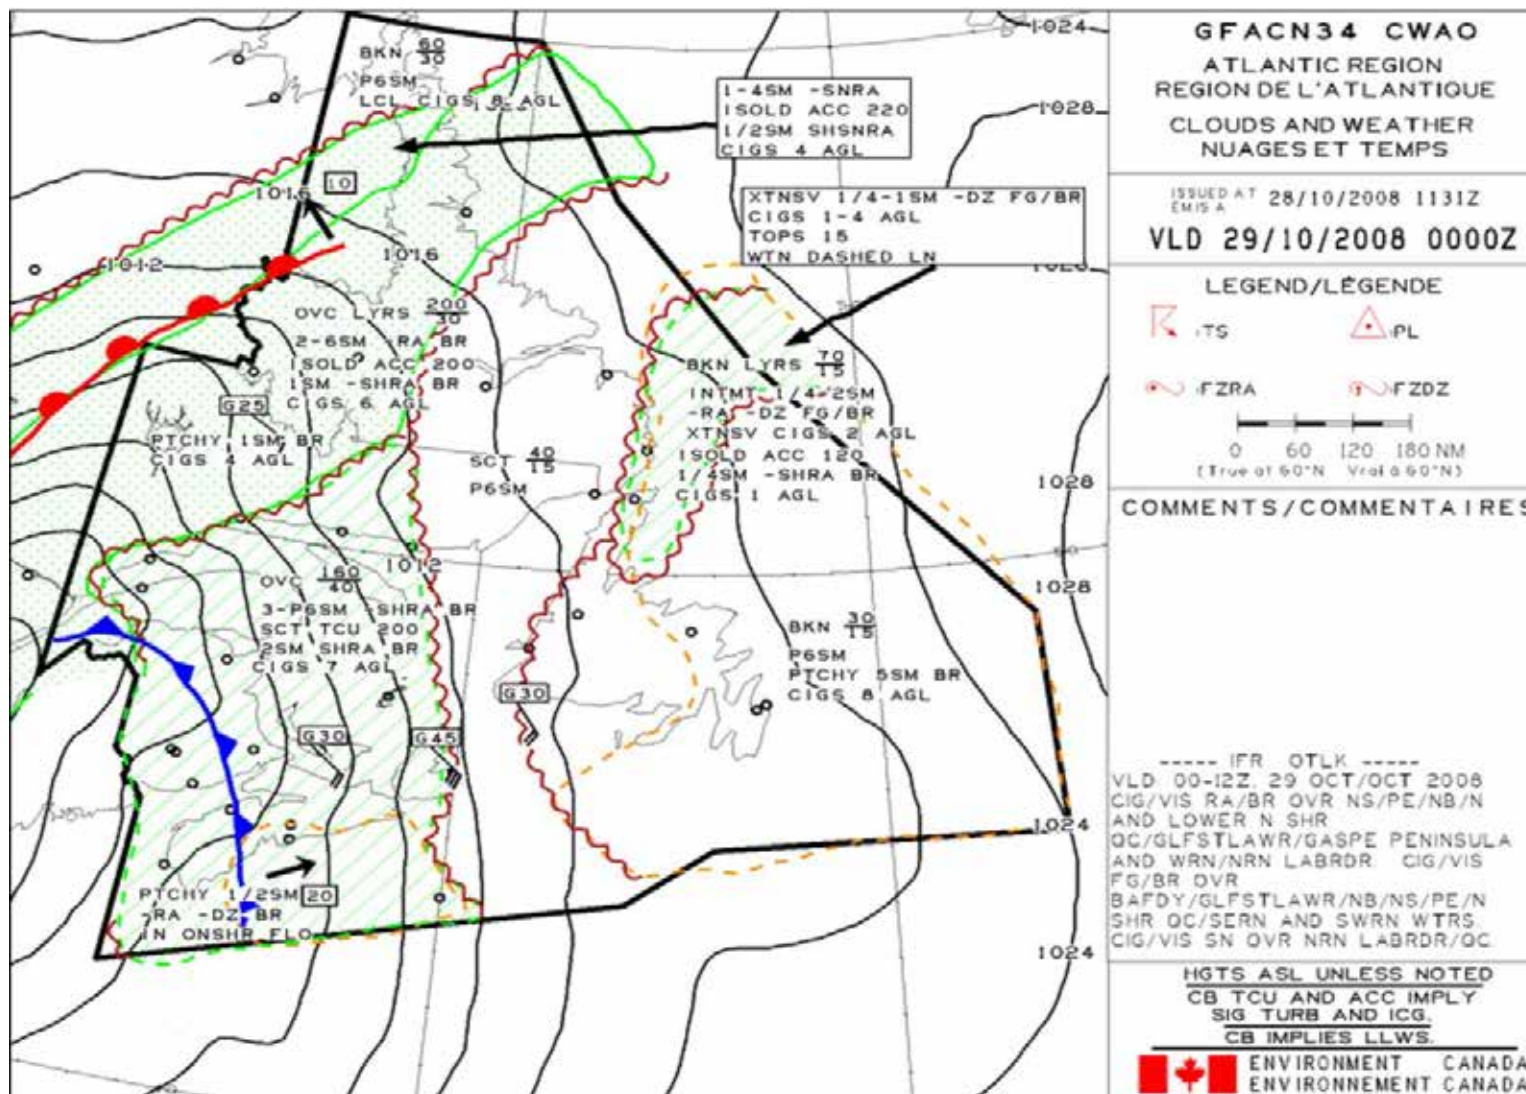 1024
BKN 60/30
P6SM
LCL CIGS 8 AGL
1-4SM -SNRA
ISOLD ACC 220
1/2SM SHSNRA
CIGS 4 AGL
1028
10
1016
XTNSV 1/4-1SM -DZ FG/BR
CIGS 1-4 AGL
TOPS 15
WTN DASHED LN
1012
1016
OVC LYRS 200/30
2-6SM -RA BR
ISOLD ACC 200
1SM -SHRA BR
CIGS 6 AGL
G25
PTCHY 1SM BR
CIGS 4 AGL
BKN LYRS 70/15
INTMT 1/4-2SM
-RA -DZ FG/BR
XTNSV CIGS 2 AGL
ISOLD ACC 120
1/4SM -SHRA BR
CIGS 1 AGL
SCT 40/15
P6SM
1028
1012
OVC 160/40
3-P6SM -SHRA BR
SCT TCU 200
2SM SHRA BR
CIGS 7 AGL
1028
BKN 30/15
P6SM
PTCHY 5SM BR
CIGS 8 AGL
G30
G30
G45
1024
PTCHY 1/2SM
-RA -DZ BR
IN ONSHR FLO
20
1024
GFACN34 CWAO
ATLANTIC REGION
REGION DE L'ATLANTIQUE
CLOUDS AND WEATHER
NUAGES ET TEMPS
ISSUED AT 28/10/2008 1131Z
EMIS A
VLD 29/10/2008 0000Z
LEGEND/LÉGENDE
:TS
:PL
:FZRA
:FZDZ
0 60 120 180 NM
(True at 60°N Vrai à 60°N)
COMMENTS/COMMENTAIRES
----- IFR OTLK -----
VLD 00-12Z, 29 OCT/OCT 2008
CIG/VIS RA/BR OVR NS/PE/NB/N
AND LOWER N SHR
QC/GLFSTLAWR/GASPE PENINSULA
AND WRN/NRN LABRDR. CIG/VIS
FG/BR OVR
BAFDY/GLFSTLAWR/NB/NS/PE/N
SHR QC/SERN AND SWRN WTRS.
CIG/VIS SN OVR NRN LABRDR/QC
HGTS ASL UNLESS NOTED
CB TCU AND ACC IMPLY
SIG TURB AND ICG.
CB IMPLIES LLWS.
ENVIRONMENT CANADA
ENVIRONNEMENT CANADA